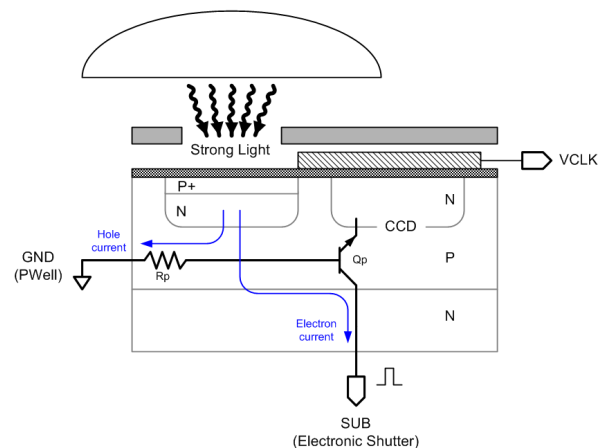 Strong Light
VCLK
P+
N
N
CCD
Hole
current
GND
(PWell)
Rp
Qp
P
N
Electron
current
SUB
(Electronic Shutter)